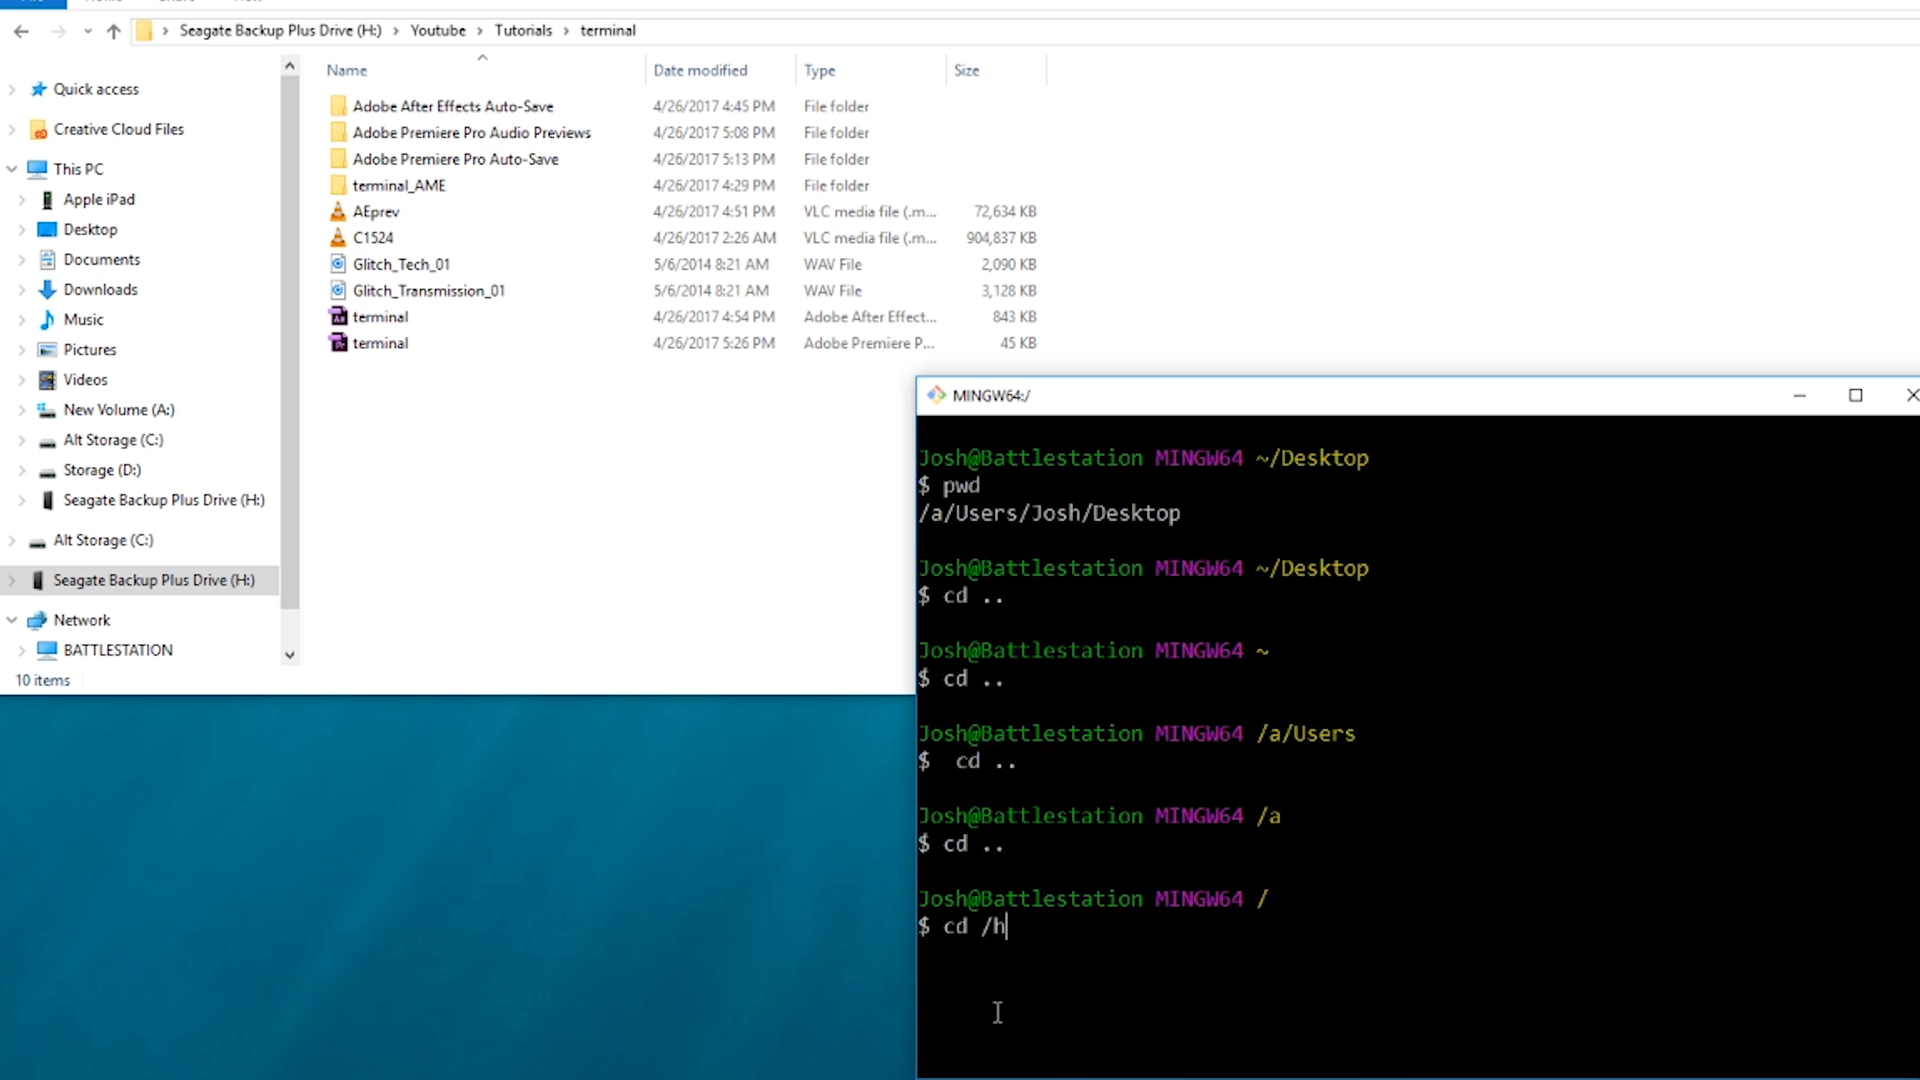 Seagate Backup Plus Drive (H:) > Youtube > Tutorials > terminal
Name Date modified Type Size
Quick access
Creative Cloud Files
This PC
Apple iPad
Desktop
Documents
Downloads
Music
Pictures
Videos
New Volume (A:)
Alt Storage (C:)
Storage (D:)
Seagate Backup Plus Drive (H:)
Alt Storage (C:)
Seagate Backup Plus Drive (H:)
Network
BATTLESTATION
10 items
Adobe After Effects Auto-Save 4/26/2017 4:45 PM File folder
Adobe Premiere Pro Audio Previews 4/26/2017 5:08 PM File folder
Adobe Premiere Pro Auto-Save 4/26/2017 5:13 PM File folder
terminal_AME 4/26/2017 4:29 PM File folder
AEprev 4/26/2017 4:51 PM VLC media file (.m... 72,634 KB
C1524 4/26/2017 2:26 AM VLC media file (.m... 904,837 KB
Glitch_Tech_01 5/6/2014 8:21 AM WAV File 2,090 KB
Glitch_Transmission_01 5/6/2014 8:21 AM WAV File 3,128 KB
terminal 4/26/2017 4:54 PM Adobe After Effect... 843 KB
terminal 4/26/2017 5:26 PM Adobe Premiere P... 45 KB
MINGW64:/
Josh@Battlestation MINGW64 ~/Desktop
$ pwd
/a/Users/Josh/Desktop
Josh@Battlestation MINGW64 ~/Desktop
$ cd ..
Josh@Battlestation MINGW64 ~
$ cd ..
Josh@Battlestation MINGW64 /a/Users
$  cd ..
Josh@Battlestation MINGW64 /a
$ cd ..
Josh@Battlestation MINGW64 /
$ cd /h